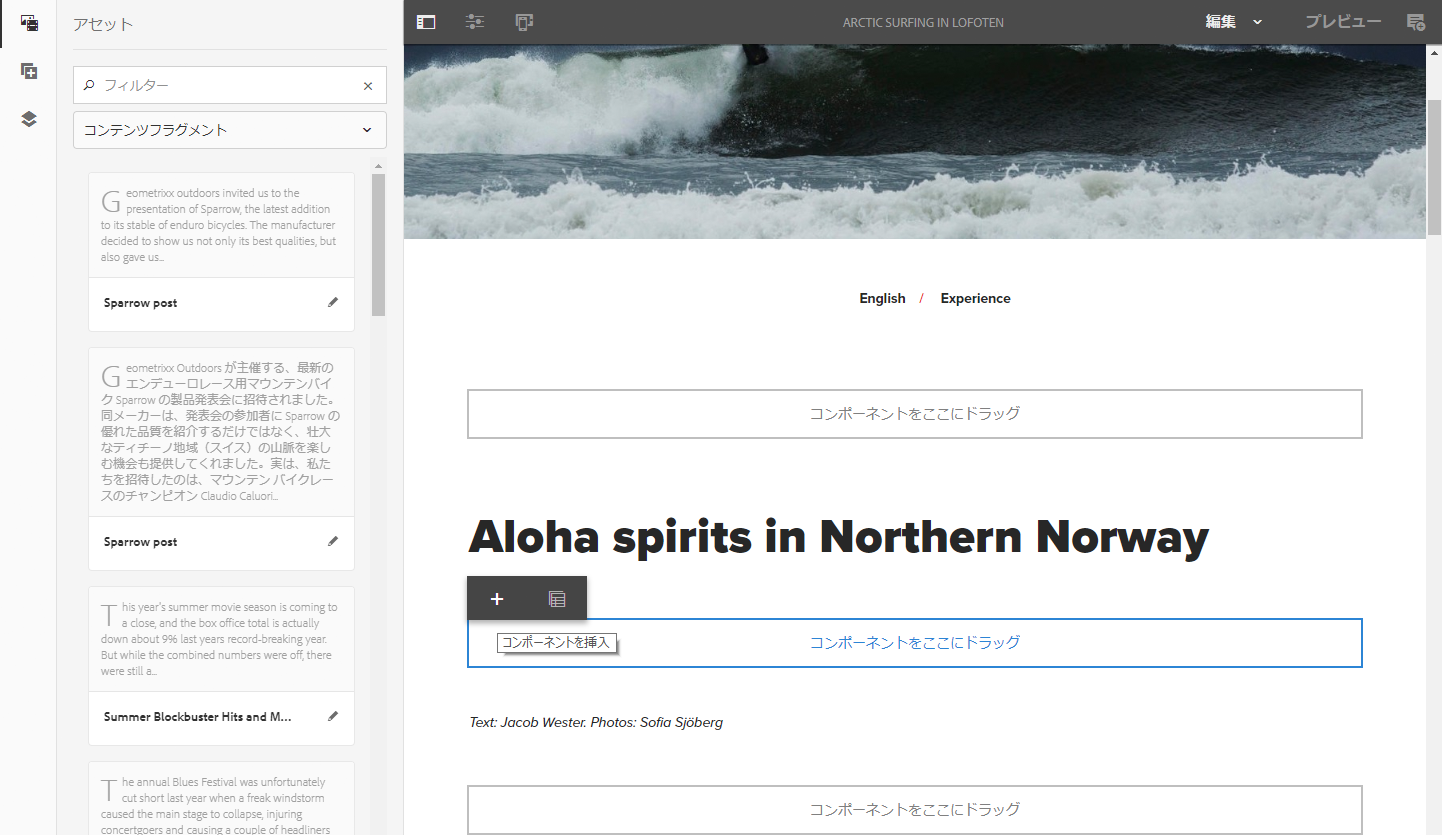 アセット
フィルター
コンテンツフラグメント
Geometrixx outdoors invited us to the
presentation of Sparrow, the latest addition
to its stable of enduro bicycles. The manufacturer
decided to show us not only its best qualities, but
also gave us...
Sparrow post
Geometrixx Outdoors が主催する、最新の
エンデューロレース用マウンテンバイ
ク Sparrow の製品発表会に招待されました。
同メーカーは、発表会の参加者に Sparrow の
優れた品質を紹介するだけではなく、壮大
なティチーノ地域（スイス）の山脈を楽し
む機会も提供してくれました。実は、私た
ちを招待したのは、マウンテン バイクレー
スのチャンピオン Claudio Caluori...
Sparrow post
This year's summer movie season is coming to
a close, and the box office total is actually
down about 9% last years record-breaking year.
But while the combined numbers were off, there
were still a...
Summer Blockbuster Hits and M...
The annual Blues Festival was unfortunately
cut short last year when a freak windstorm
caused the main stage to collapse, injuring
concertgoers and causing a couple of headliners
ARCTIC SURFING IN LOFOTEN
編集
プレビュー
English / Experience
コンポーネントをここにドラッグ
Aloha spirits in Northern Norway
コンポーネントを挿入
コンポーネントをここにドラッグ
Text: Jacob Wester. Photos: Sofia Sjöberg
コンポーネントをここにドラッグ